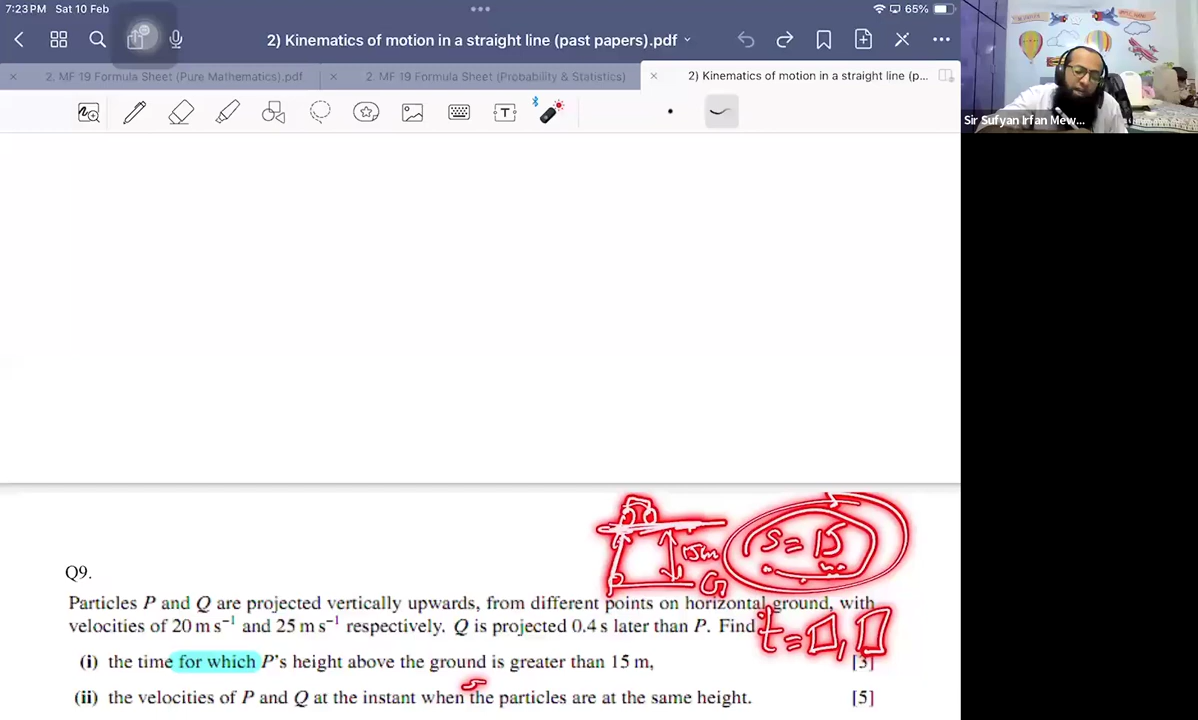 7:23 PM Sat 10 Feb
65%
2) Kinematics of motion in a straight line (past papers).pdf
2. MF 19 Formula Sheet (Pure Mathematics).pdf
2. MF 19 Formula Sheet (Probability & Statistics)
2) Kinematics of motion in a straight line (p...
Sir Sufyan Irfan Mew...
15m
G
S = 15
Q9.
Particles P and Q are projected vertically upwards, from different points on horizontal ground, with
velocities of 20 m s⁻¹ and 25 m s⁻¹ respectively. Q is projected 0.4 s later than P. Find
t = □, □
(i) the time for which P's height above the ground is greater than 15 m, [3]
(ii) the velocities of P and Q at the instant when the particles are at the same height. [5]